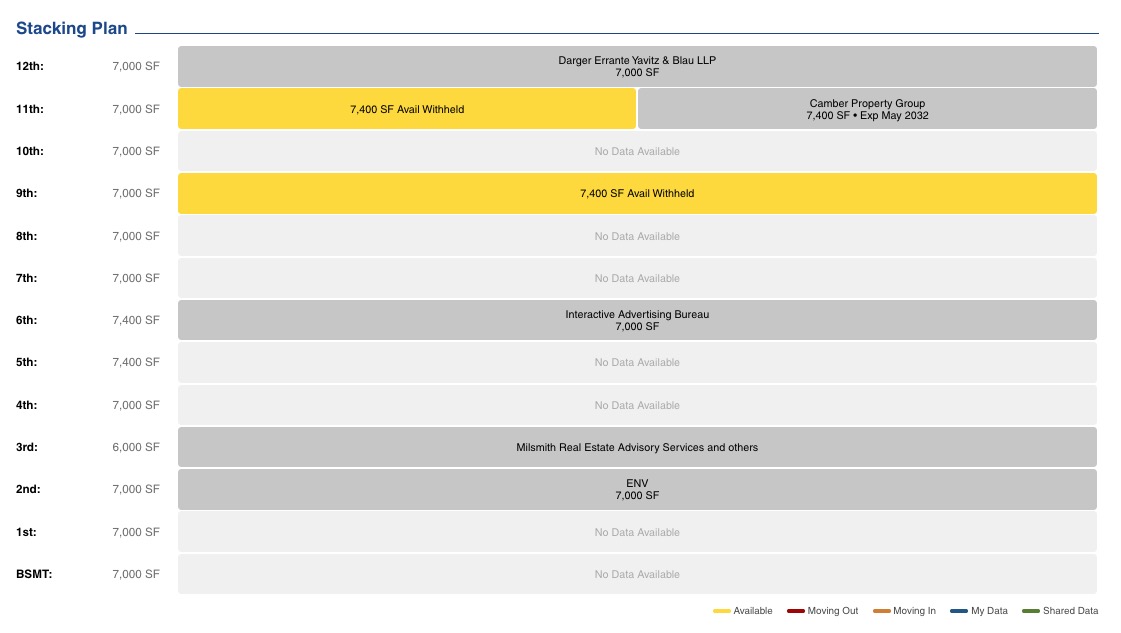 Stacking Plan
12th: 7,000 SF Darger Errante Yavitz & Blau LLP
7,000 SF
11th: 7,000 SF 7,400 SF Avail Withheld Camber Property Group
7,400 SF • Exp May 2032
10th: 7,000 SF No Data Available
9th: 7,000 SF 7,400 SF Avail Withheld
8th: 7,000 SF No Data Available
7th: 7,000 SF No Data Available
6th: 7,400 SF Interactive Advertising Bureau
7,000 SF
5th: 7,400 SF No Data Available
4th: 7,000 SF No Data Available
3rd: 6,000 SF Milsmith Real Estate Advisory Services and others
2nd: 7,000 SF ENV
7,000 SF
1st: 7,000 SF No Data Available
BSMT: 7,000 SF No Data Available
Available Moving Out Moving In My Data Shared Data